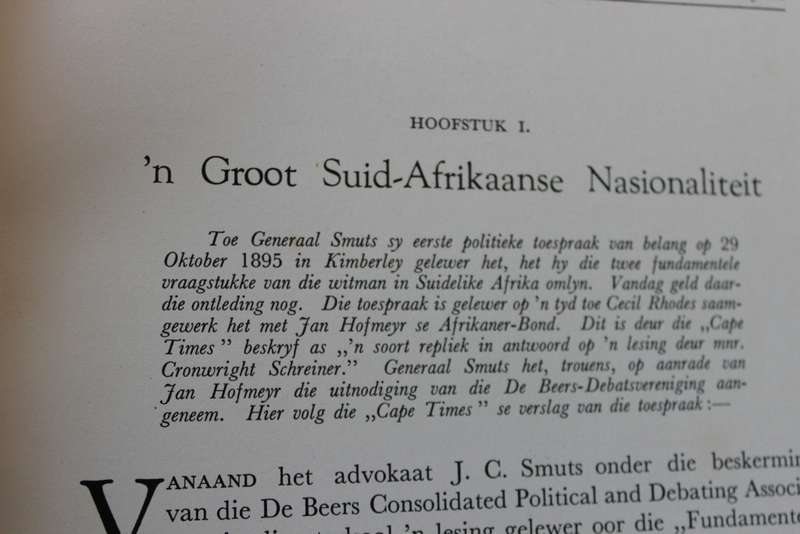 HOOFSTUK I.
'n Groot Suid-Afrikaanse Nasionaliteit
Toe Generaal Smuts sy eerste politieke toespraak van belang op 29
Oktober 1895 in Kimberley gelewer het, het hy die twee fundamentele
vraagstukke van die witman in Suidelike Afrika omlyn. Vandag geld daar-
die ontleding nog. Die toespraak is gelewer op 'n tyd toe Cecil Rhodes saam-
gewerk het met Jan Hofmeyr se Afrikaner-Bond. Dit is deur die „Cape
Times” beskryf as „'n soort repliek in antwoord op 'n lesing deur mnr.
Cronwright Schreiner.” Generaal Smuts het, trouens, op aanrade van
Jan Hofmeyr die uitnodiging van die De Beers-Debatsvereniging aan-
geneem. Hier volg die „Cape Times” se verslag van die toespraak:—
VANAAND het advokaat J. C. Smuts onder die
van die De Beers Consolidated Political and Debating
'n lesing gelewer oor die